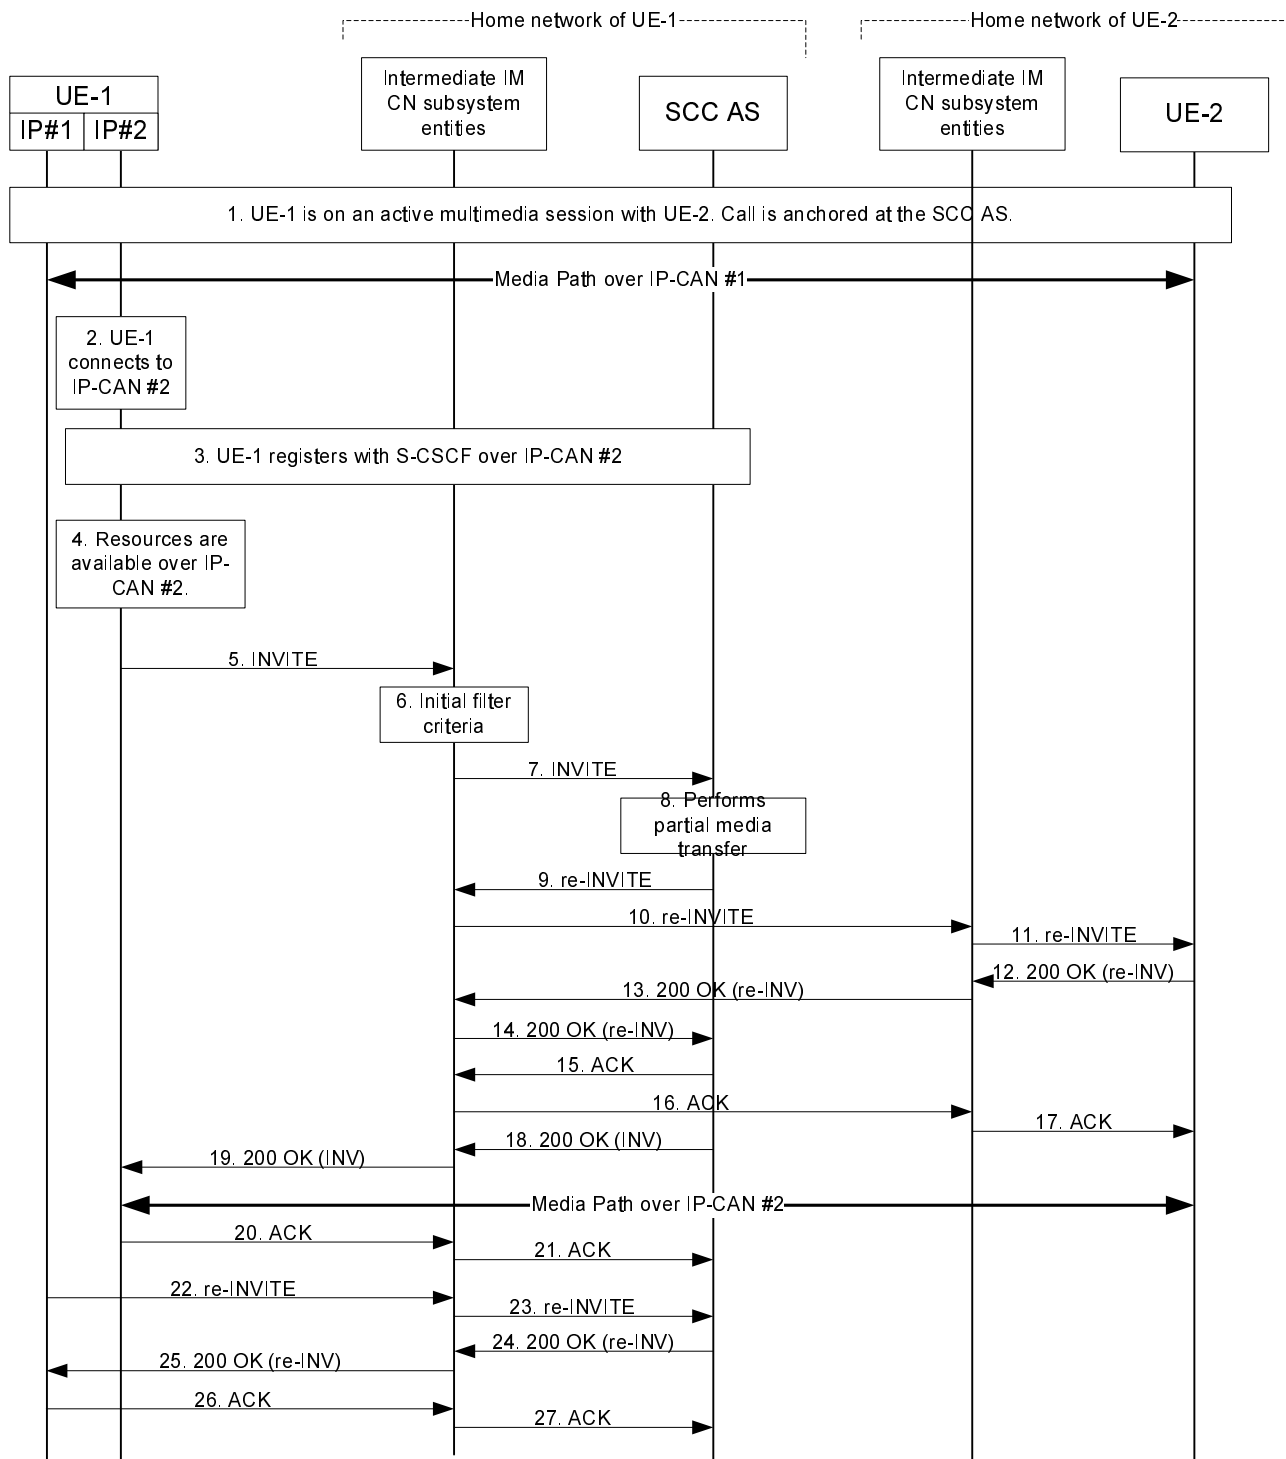 Home network of UE-1
Home network of UE-2
Intermediate IM
CN subsystem
entities
Intermediate IM
CN subsystem
entities
UE-1
IP#1 IP#2
SCC AS
UE-2
1. UE-1 is on an active multimedia session with UE-2. Call is anchored at the SCC AS.
Media Path over IP-CAN #1
2. UE-1
connects to
IP-CAN #2
3. UE-1 registers with S-CSCF over IP-CAN #2
4. Resources are
available over IP-
CAN #2.
5. INVITE
6. Initial filter
criteria
7. INVITE
8. Performs
partial media
transfer
9. re-INVITE
10. re-INVITE
11. re-INVITE
12. 200 OK (re-INV)
13. 200 OK (re-INV)
14. 200 OK (re-INV)
15. ACK
16. ACK
17. ACK
18. 200 OK (INV)
19. 200 OK (INV)
Media Path over IP-CAN #2
20. ACK
21. ACK
22. re-INVITE
23. re-INVITE
24. 200 OK (re-INV)
25. 200 OK (re-INV)
26. ACK
27. ACK